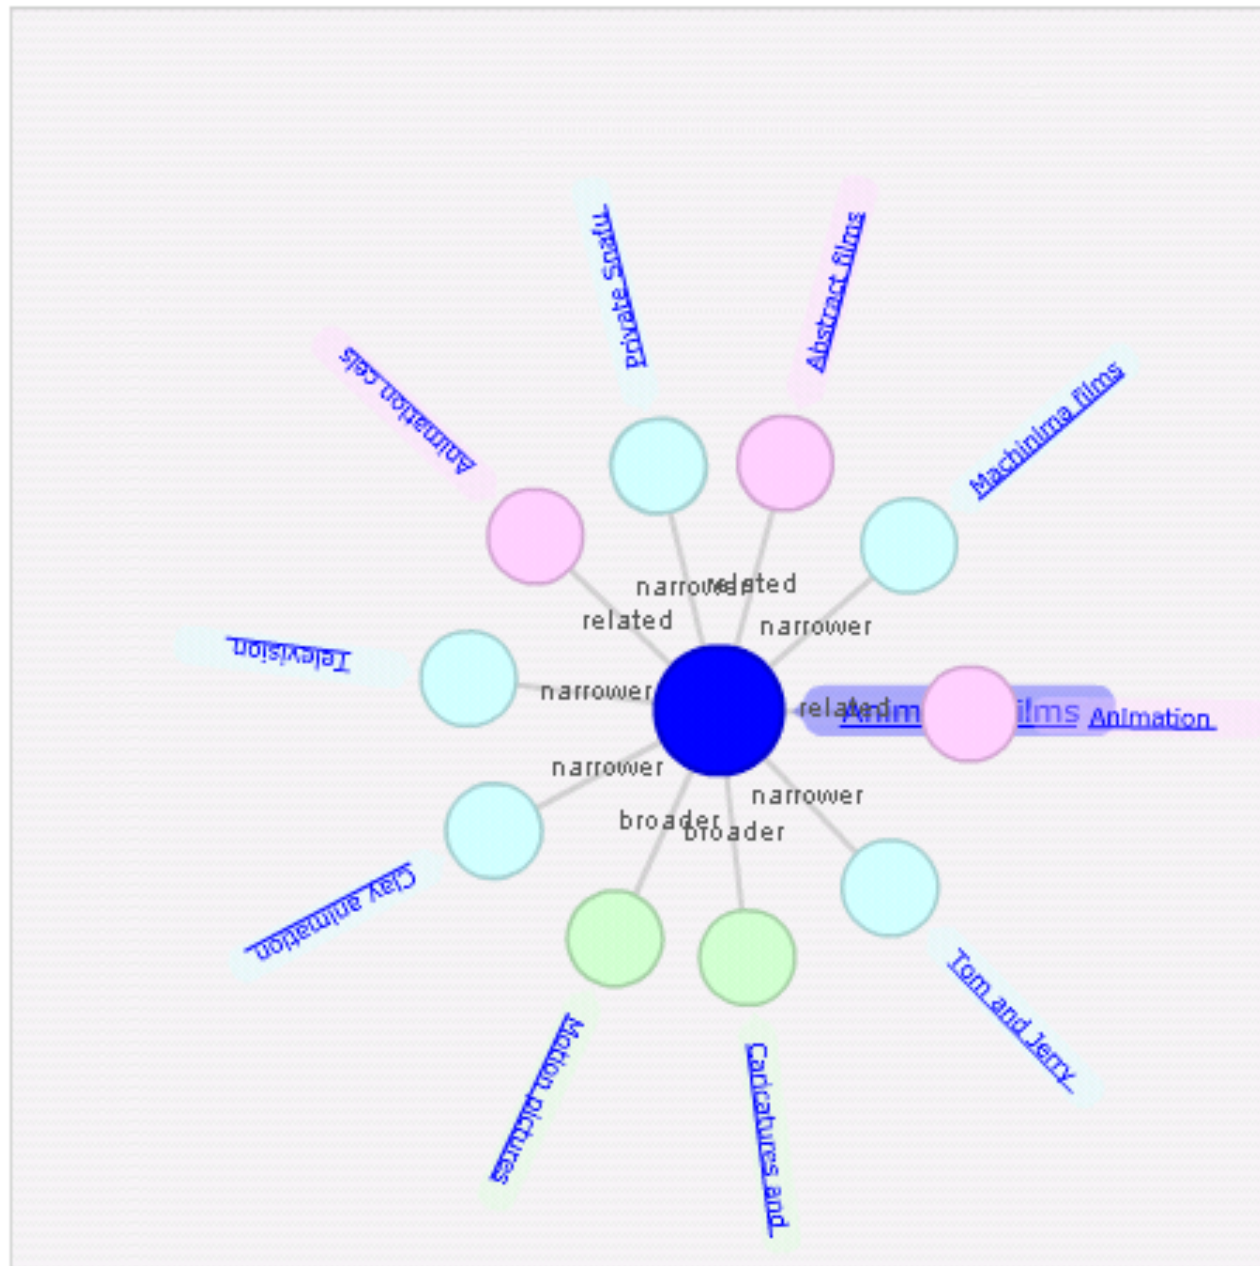 Private Snafu
Abstract films
Machinima films
Animation cels
narrower
related
related
narrower
Television
narrower
related
films
Animation
narrower
narrower
broader
broader
Clay animation
Tom and Jerry
Motion pictures
Caricatures and